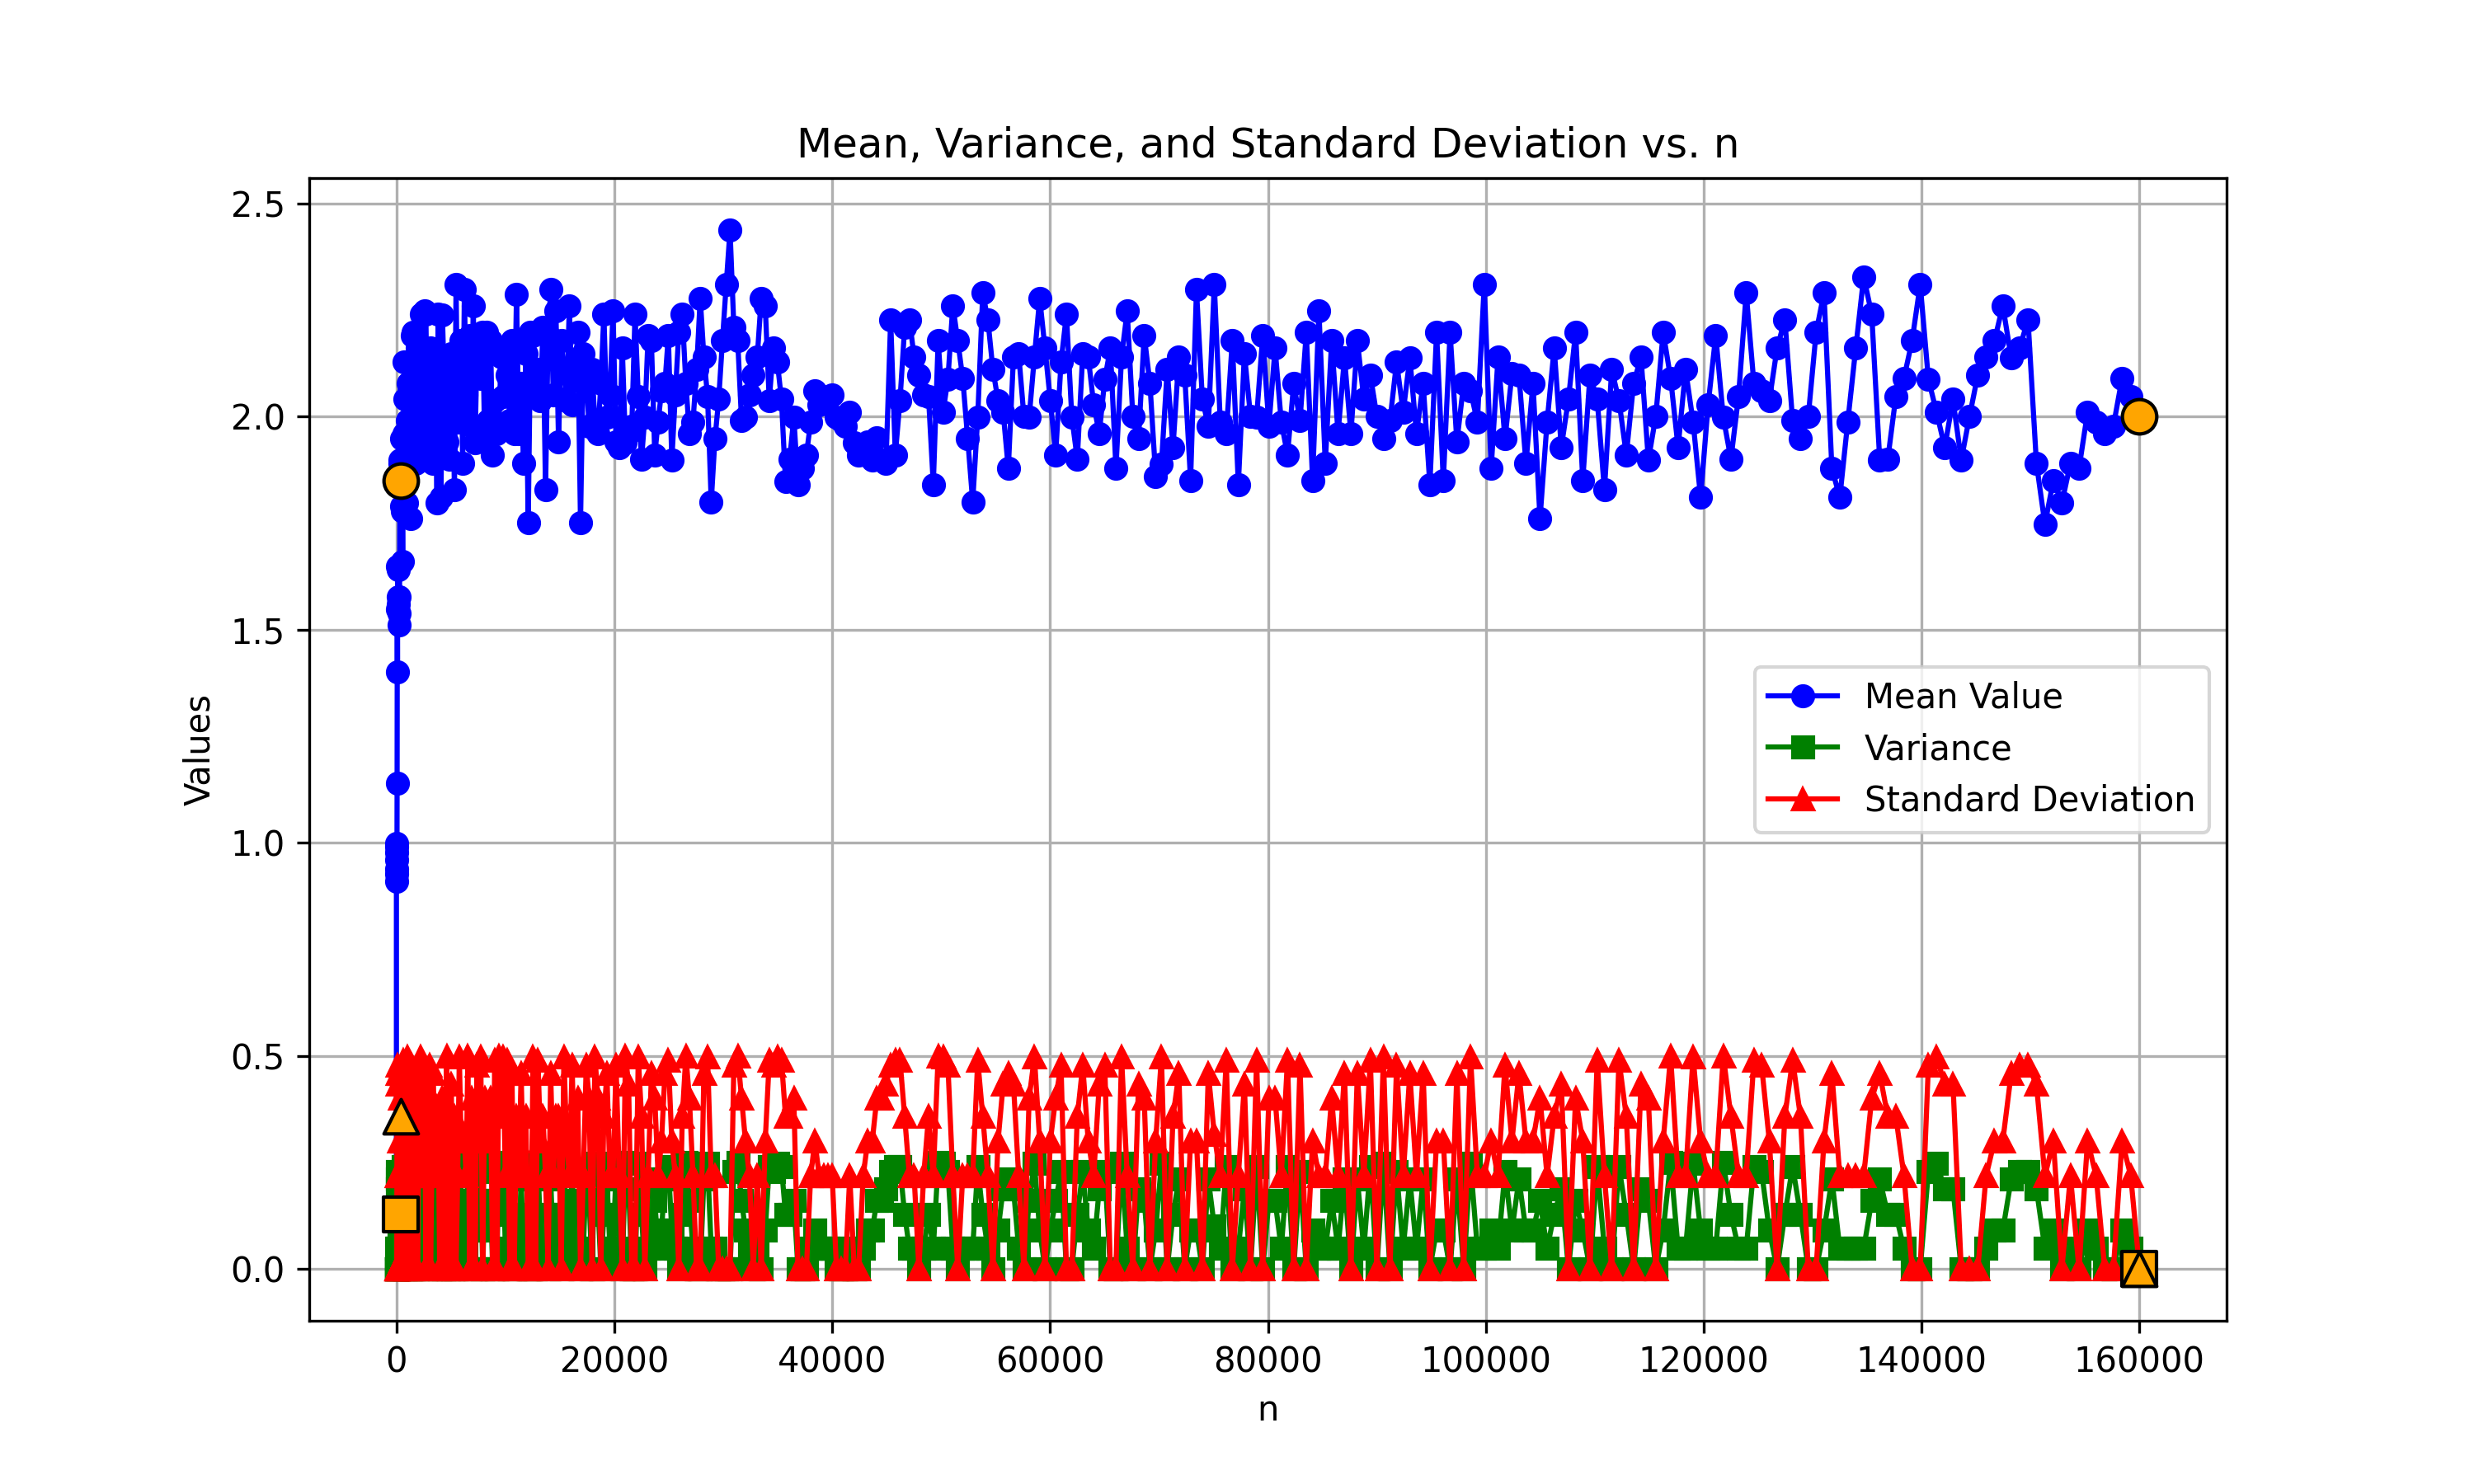 Mean, Variance, and Standard Deviation vs. n
2.5
2.0
1.5
1.0
0.5
0.0
Values
Mean Value
Variance
Standard Deviation
0 20000 40000 60000 80000 100000 120000 140000 160000
n